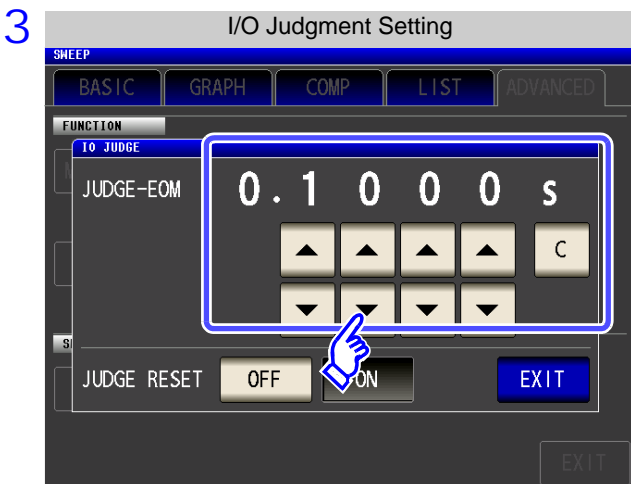 3
I/O Judgment Setting
SWEEP
BASIC GRAPH COMP LIST ADVANCED
FUNCTION
IO JUDGE
JUDGE-EOM 0.1000 s
C
JUDGE RESET OFF ON EXIT
EXIT